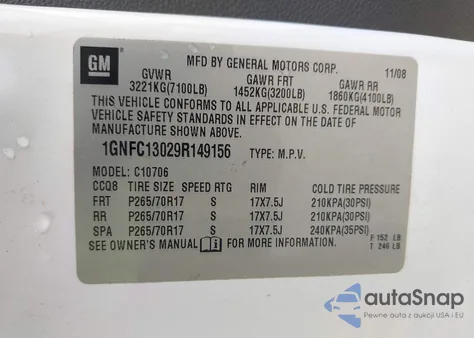 GM
MFD BY GENERAL MOTORS CORP. 11/08
GVWR GAWR FRT GAWR RR
3221KG(7100LB) 1452KG(3200LB) 1860KG(4100LB)
THIS VEHICLE CONFORMS TO ALL APPLICABLE U.S. FEDERAL MOTOR
VEHICLE SAFETY STANDARDS IN EFFECT ON THE DATE OF
MANUFACTURE SHOWN ABOVE.
1GNFC13029R149156 TYPE: M.P.V.
MODEL: C10706
CCQ8 TIRE SIZE SPEED RTG RIM COLD TIRE PRESSURE
FRT P265/70R17 S 17X7.5J 210KPA(30PSI)
RR P265/70R17 S 17X7.5J 210KPA(30PSI)
SPA P265/70R17 S 17X7.5J 240KPA(35PSI)
SEE OWNER'S MANUAL i FOR MORE INFORMATION. F 152 LB
T 246 LB
autoSnap
Pewne auta z aukcji USA i EU